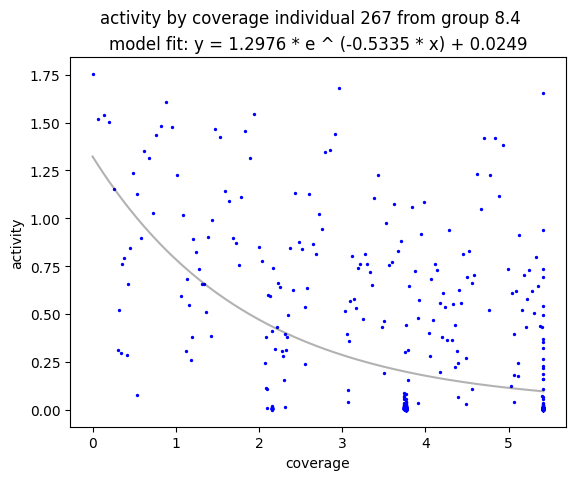 activity by coverage individual 267 from group 8.4
model fit: y = 1.2976 * e ^ (-0.5335 * x) + 0.0249
1.75
1.50
1.25
1.00
0.75
0.50
0.25
0.00
activity
0 1 2 3 4 5
coverage